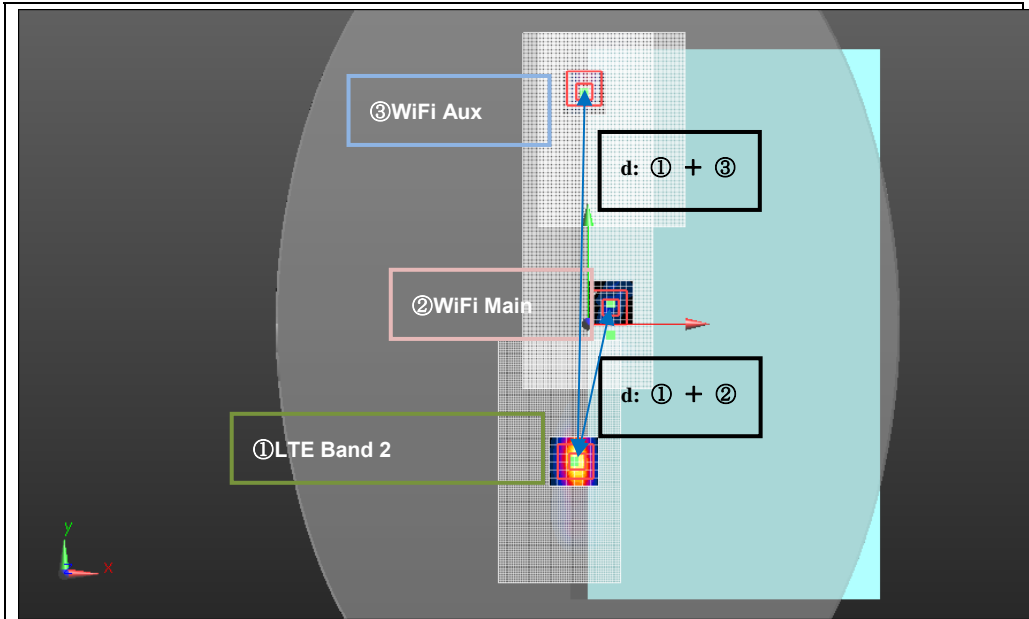 ③WiFi Aux
d: ① + ③
②WiFi Main
d: ① + ②
①LTE Band 2
y
x